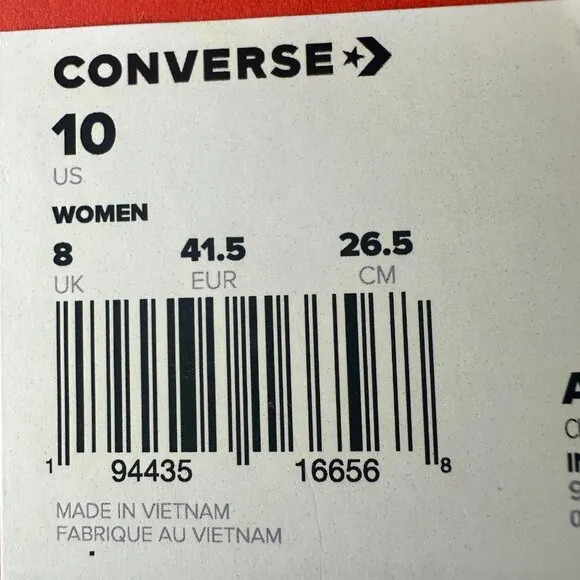 CONVERSE
10
US
WOMEN
8 41.5 26.5
UK EUR CM
1 94435 16656 8
MADE IN VIETNAM
FABRIQUE AU VIETNAM